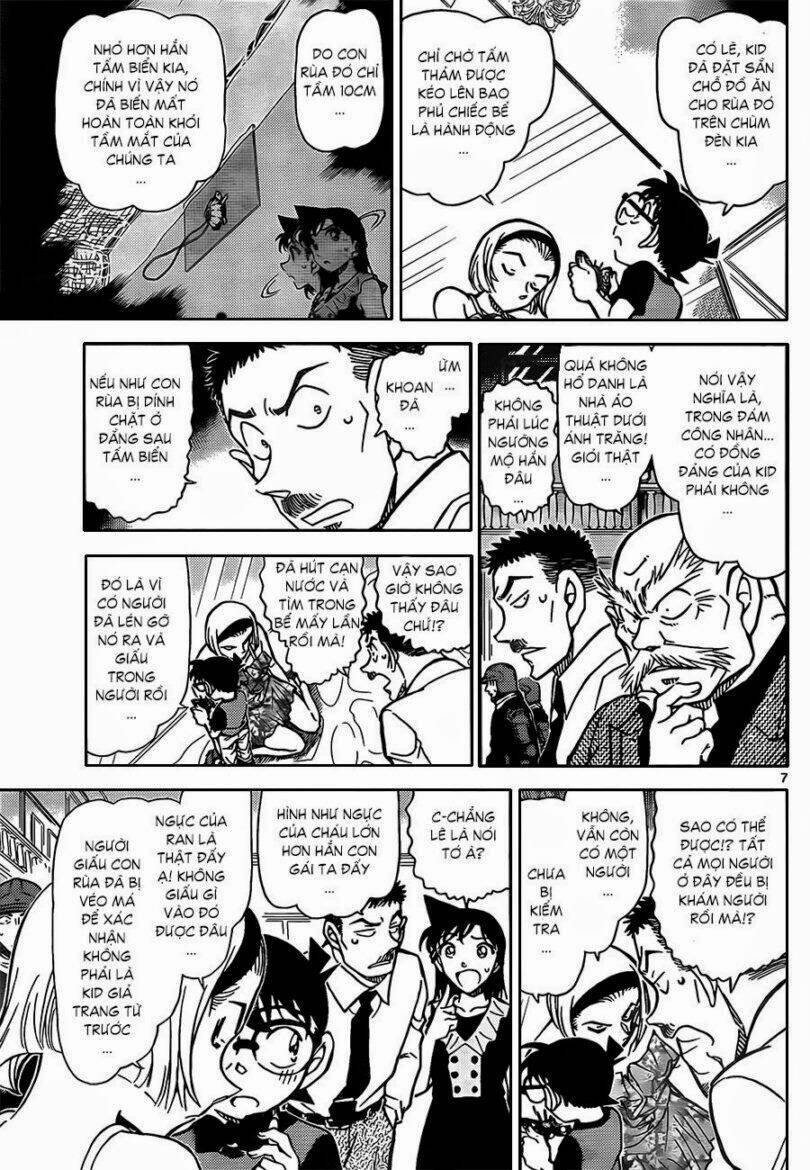 CÓ LẼ, KID
ĐÃ ĐẶT SẴN
CHỖ ĐỒ ĂN
CHO RÙA ĐÓ
TRÊN CHÙM
ĐÈN KIA ...
CHỈ CHỜ TẤM
THẢM ĐƯỢC
KÉO LÊN BAO
PHỦ CHIẾC BỂ
LÀ HÀNH ĐỘNG
...
DO CON
RÙA ĐÓ CHỈ
TẦM 10CM
...
NHỎ HƠN HẲN
TẤM BIỂN KIA,
CHÍNH VÌ VẬY NÓ
ĐÃ BIẾN MẤT
HOÀN TOÀN KHỎI
TẦM MẮT CỦA
CHÚNG TA
...
NÓI VẬY
NGHĨA LÀ,
TRONG ĐÁM
CÔNG NHÂN...
CÓ ĐỒNG
ĐẢNG CỦA KID
PHẢI KHÔNG
...
QUẢ KHÔNG
HỔ DANH LÀ
NHÀ ẢO
THUẬT DƯỚI
ÁNH TRĂNG!
GIỎI THẬT
...
KHÔNG
PHẢI LÚC
NGƯỠNG
MỘ HẮN
ĐÂU ...
ỪM
...
KHOAN
ĐÃ
...
NẾU NHƯ CON
RÙA BỊ DÍNH
CHẶT Ở
ĐẰNG SAU
TẤM BIỂN
...
VẬY SAO
GIỜ KHÔNG
THẤY ĐÂU
CHỨ!?
ĐÃ HÚT CẠN
NƯỚC VÀ
TÌM TRONG
BỂ MẤY LẦN
RỒI MÀ!
ĐÓ LÀ VÌ
CÓ NGƯỜI
ĐÃ LÉN GỠ
NÓ RA VÀ
GIẤU
TRONG
NGƯỜI RỒI
...
7
SAO CÓ THỂ
ĐƯỢC!? TẤT
CẢ MỌI NGƯỜI
Ở ĐÂY ĐỀU BỊ
KHÁM NGƯỜI
RỒI MÀ!?
KHÔNG,
VẪN CÒN
CÓ MỘT
NGƯỜI ...
CHƯA
BỊ
KIỂM
TRA ...
C-CHẲNG
LẼ LÀ NÓI
TỚ À?
HÌNH NHƯ NGỰC
CỦA CHÁU LỚN
HƠN HẲN CON
GÁI TA ĐẤY
...
NGỰC CỦA
RAN LÀ
THẬT ĐẤY
Ạ! KHÔNG
GIẤU GÌ
VÀO ĐÓ
ĐƯỢC ĐÂU
...
NGƯỜI
GIẤU CON
RÙA ĐÃ BỊ
VÉO MÁ
ĐỂ XÁC
NHẬN
KHÔNG
PHẢI LÀ
KID GIẢ
TRANG TỪ
TRƯỚC
...